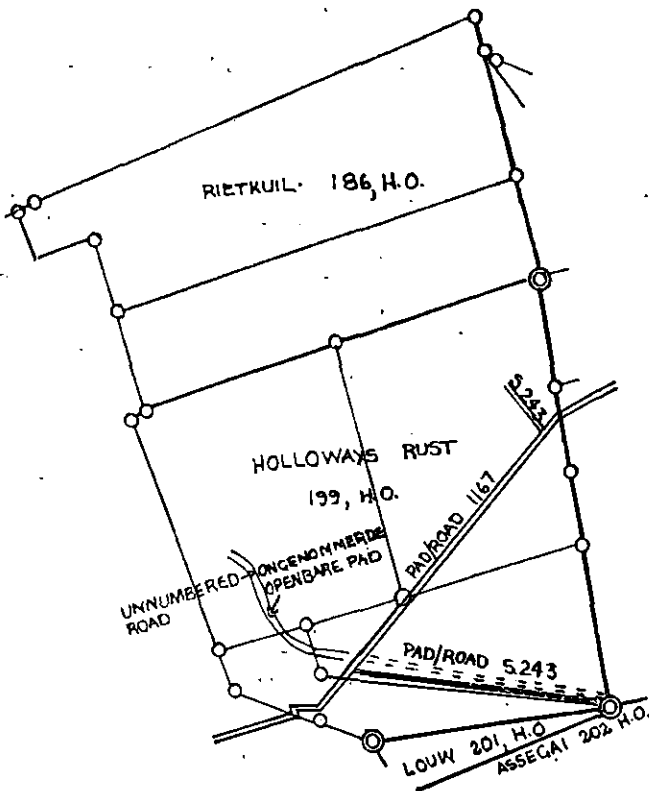 RIETKUIL. 186, H.O.
S.243
HOLLOWAYS RUST
199, H.O.
PAD/ROAD 1167
UNNUMBERED
ROAD
ONGENOMMERDE
OPENBARE PAD
PAD/ROAD S.243
LOUW 201, H.O
ASSEGAI 202 H.O.